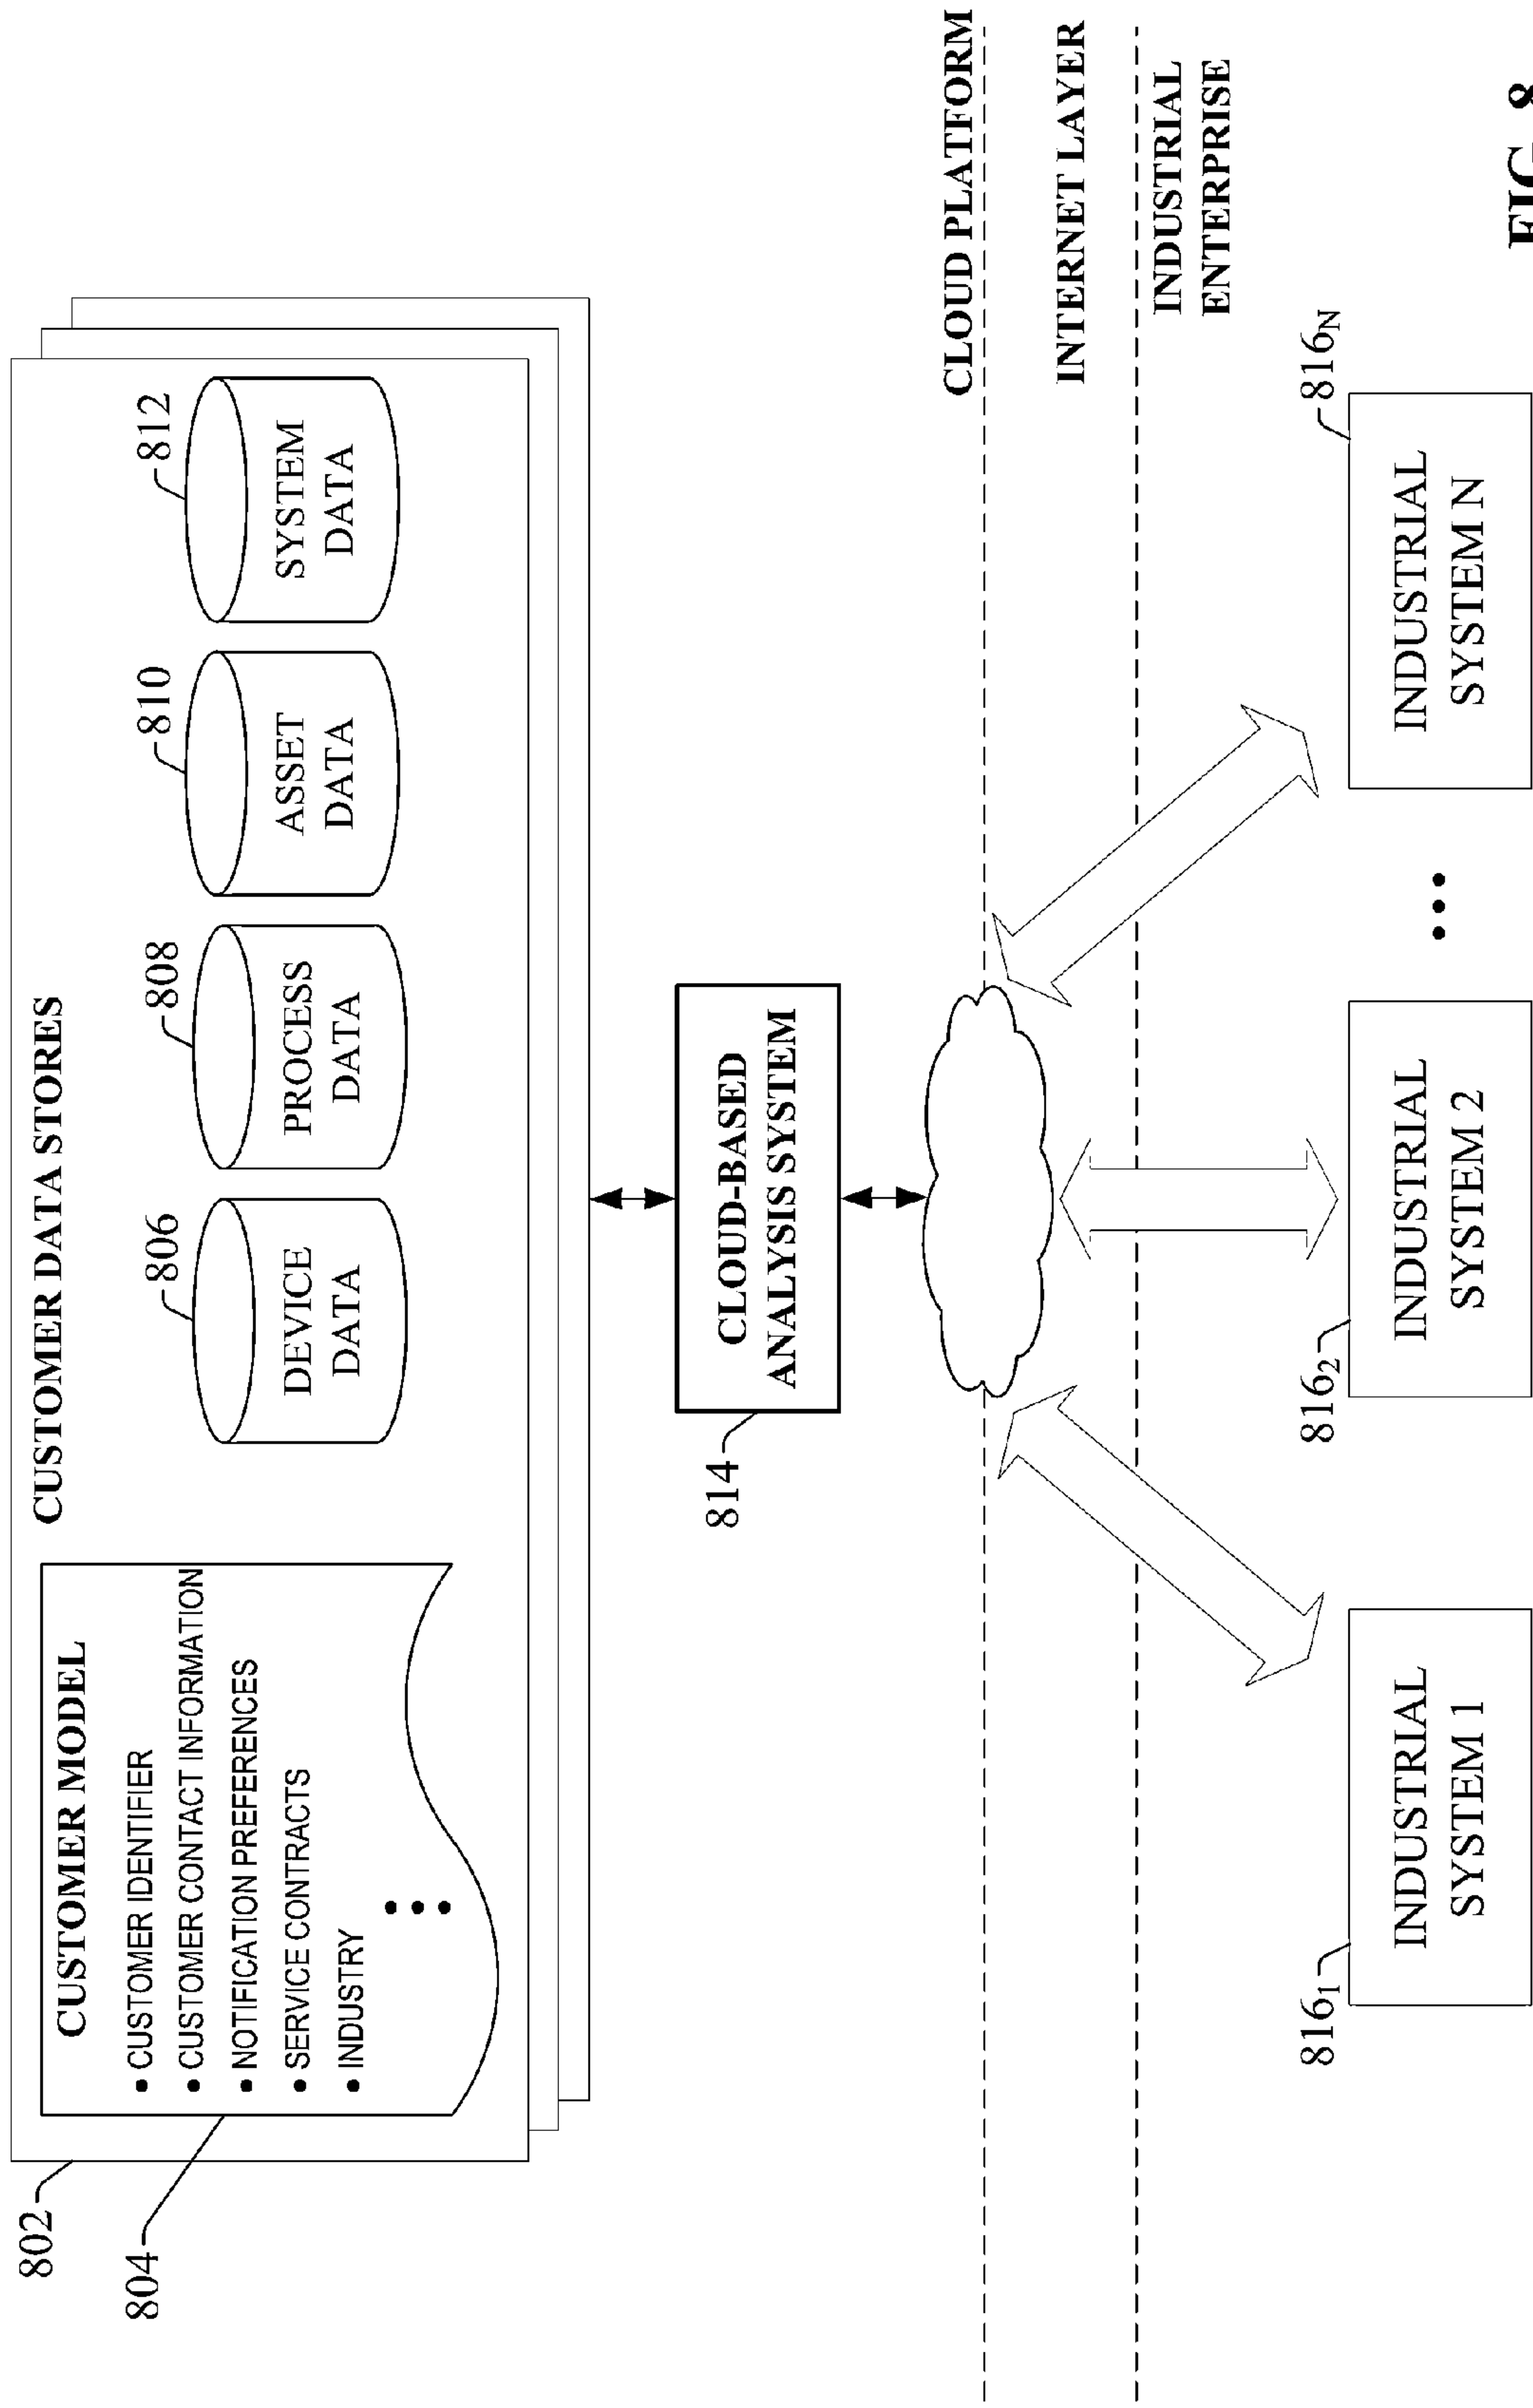 CUSTOMER DATA STORES
802
804
CUSTOMER MODEL
• CUSTOMER IDENTIFIER
• CUSTOMER CONTACT INFORMATION
• NOTIFICATION PREFERENCES
• SERVICE CONTRACTS
• INDUSTRY
806
DEVICE
DATA
808
PROCESS
DATA
810
ASSET
DATA
812
SYSTEM
DATA
814
CLOUD-BASED
ANALYSIS SYSTEM
CLOUD PLATFORM
INTERNET LAYER
INDUSTRIAL
ENTERPRISE
816₁
INDUSTRIAL
SYSTEM 1
816₂
INDUSTRIAL
SYSTEM 2
...
816N
INDUSTRIAL
SYSTEM N
FIG. 8